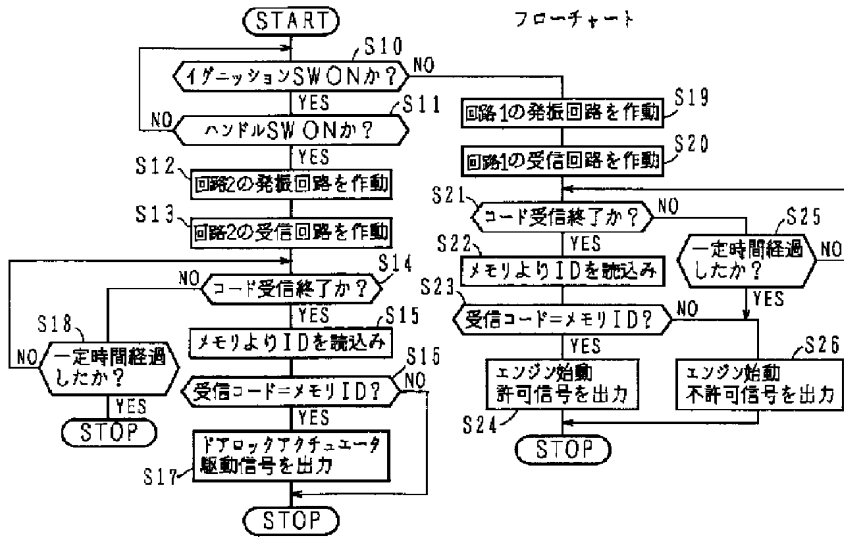 フローチャート
START
S10
イグニッションSWONか？
NO
YES
S11
ハンドルSWONか？
NO
YES
S12
回路2の発振回路を作動
S13
回路2の受信回路を作動
S14
コード受信終了か？
NO
YES
S15
メモリよりIDを読込み
S16
受信コード＝メモリID？
NO
YES
S17
ドアロックアクチュエータ
駆動信号を出力
STOP
S18
一定時間経過
したか？
NO
YES
STOP
S19
回路1の発振回路を作動
S20
回路1の受信回路を作動
S21
コード受信終了か？
NO
YES
S22
メモリよりIDを読込み
S23
受信コード＝メモリID？
NO
YES
S24
エンジン始動
許可信号を出力
S25
一定時間経過
したか？
NO
YES
S26
エンジン始動
不許可信号を出力
STOP